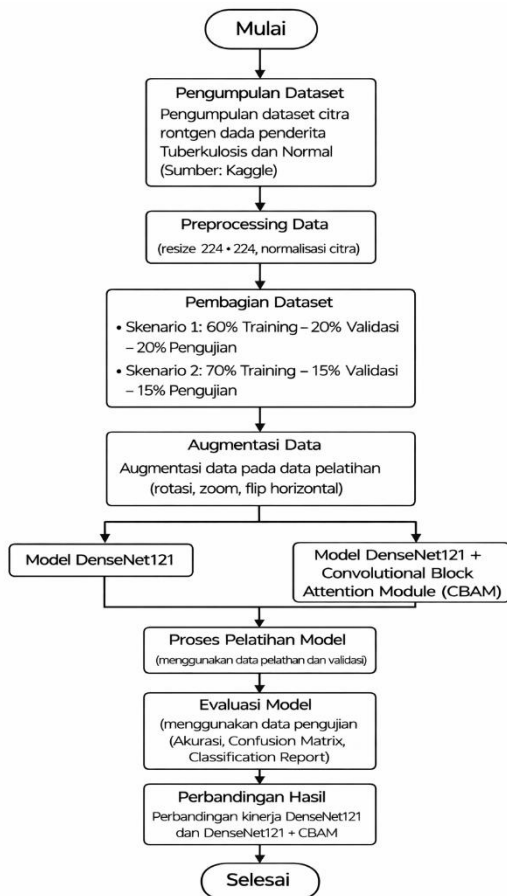 Mulai
Pengumpulan Dataset
Pengumpulan dataset citra
rontgen dada penderita
Tuberkulosis dan Normal
(Sumber: Kaggle)
Preprocessing Data
(resize 224 • 224, normalisasi citra)
Pembagian Dataset
• Skenario 1: 60% Training – 20% Validasi
– 20% Pengujian
• Skenario 2: 70% Training – 15% Validasi
– 15% Pengujian
Augmentasi Data
Augmentasi data pada data pelatihan
(rotasi, zoom, flip horizontal)
Model DenseNet121
Model DenseNet121 +
Convolutional Block
Attention Module (CBAM)
Proses Pelatihan Model
(menggunakan data pelathan dan validasi)
Evaluasi Model
(menggunakan data pengujian
(Akurasi, Confusion Matrix,
Classification Report)
Perbandingan Hasil
Perbandingan kinerja DenseNet121
dan DenseNet121 + CBAM
Selesai